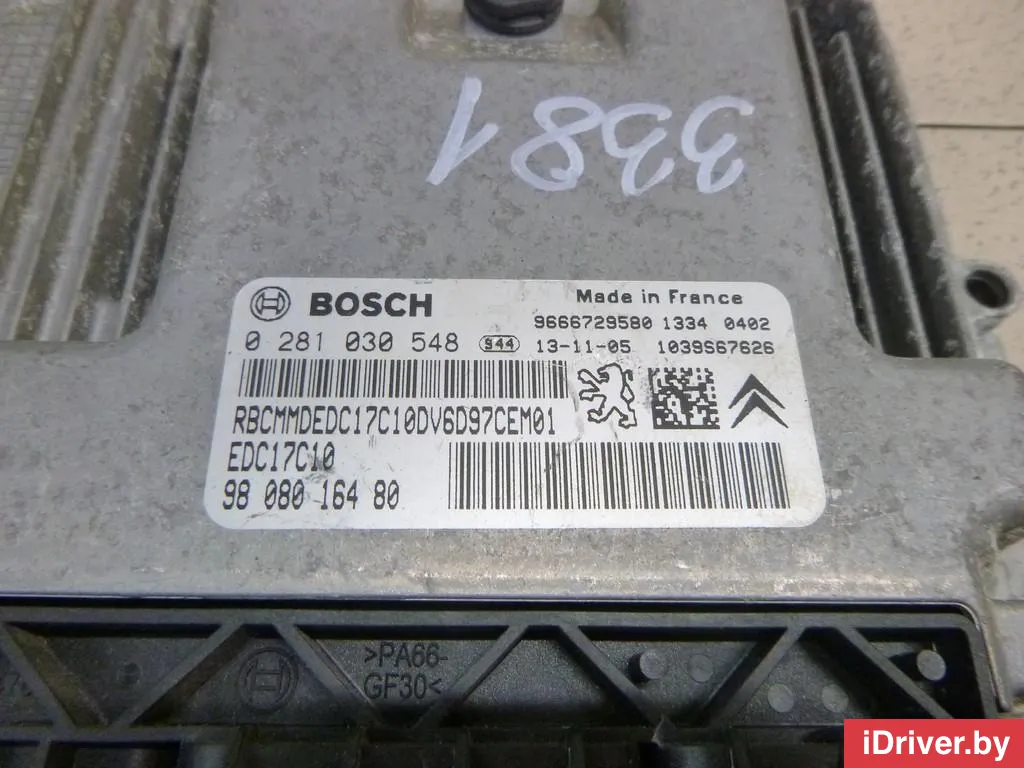 3381
BOSCH
Made in France
9666729580 1334 0402
0 281 030 548 944 13-11-05 1039S67626
RBCMMDEDC17C10DV6D97CEM01
EDC17C10
98 080 164 80
>PA66-
GF30<
iDriver.by